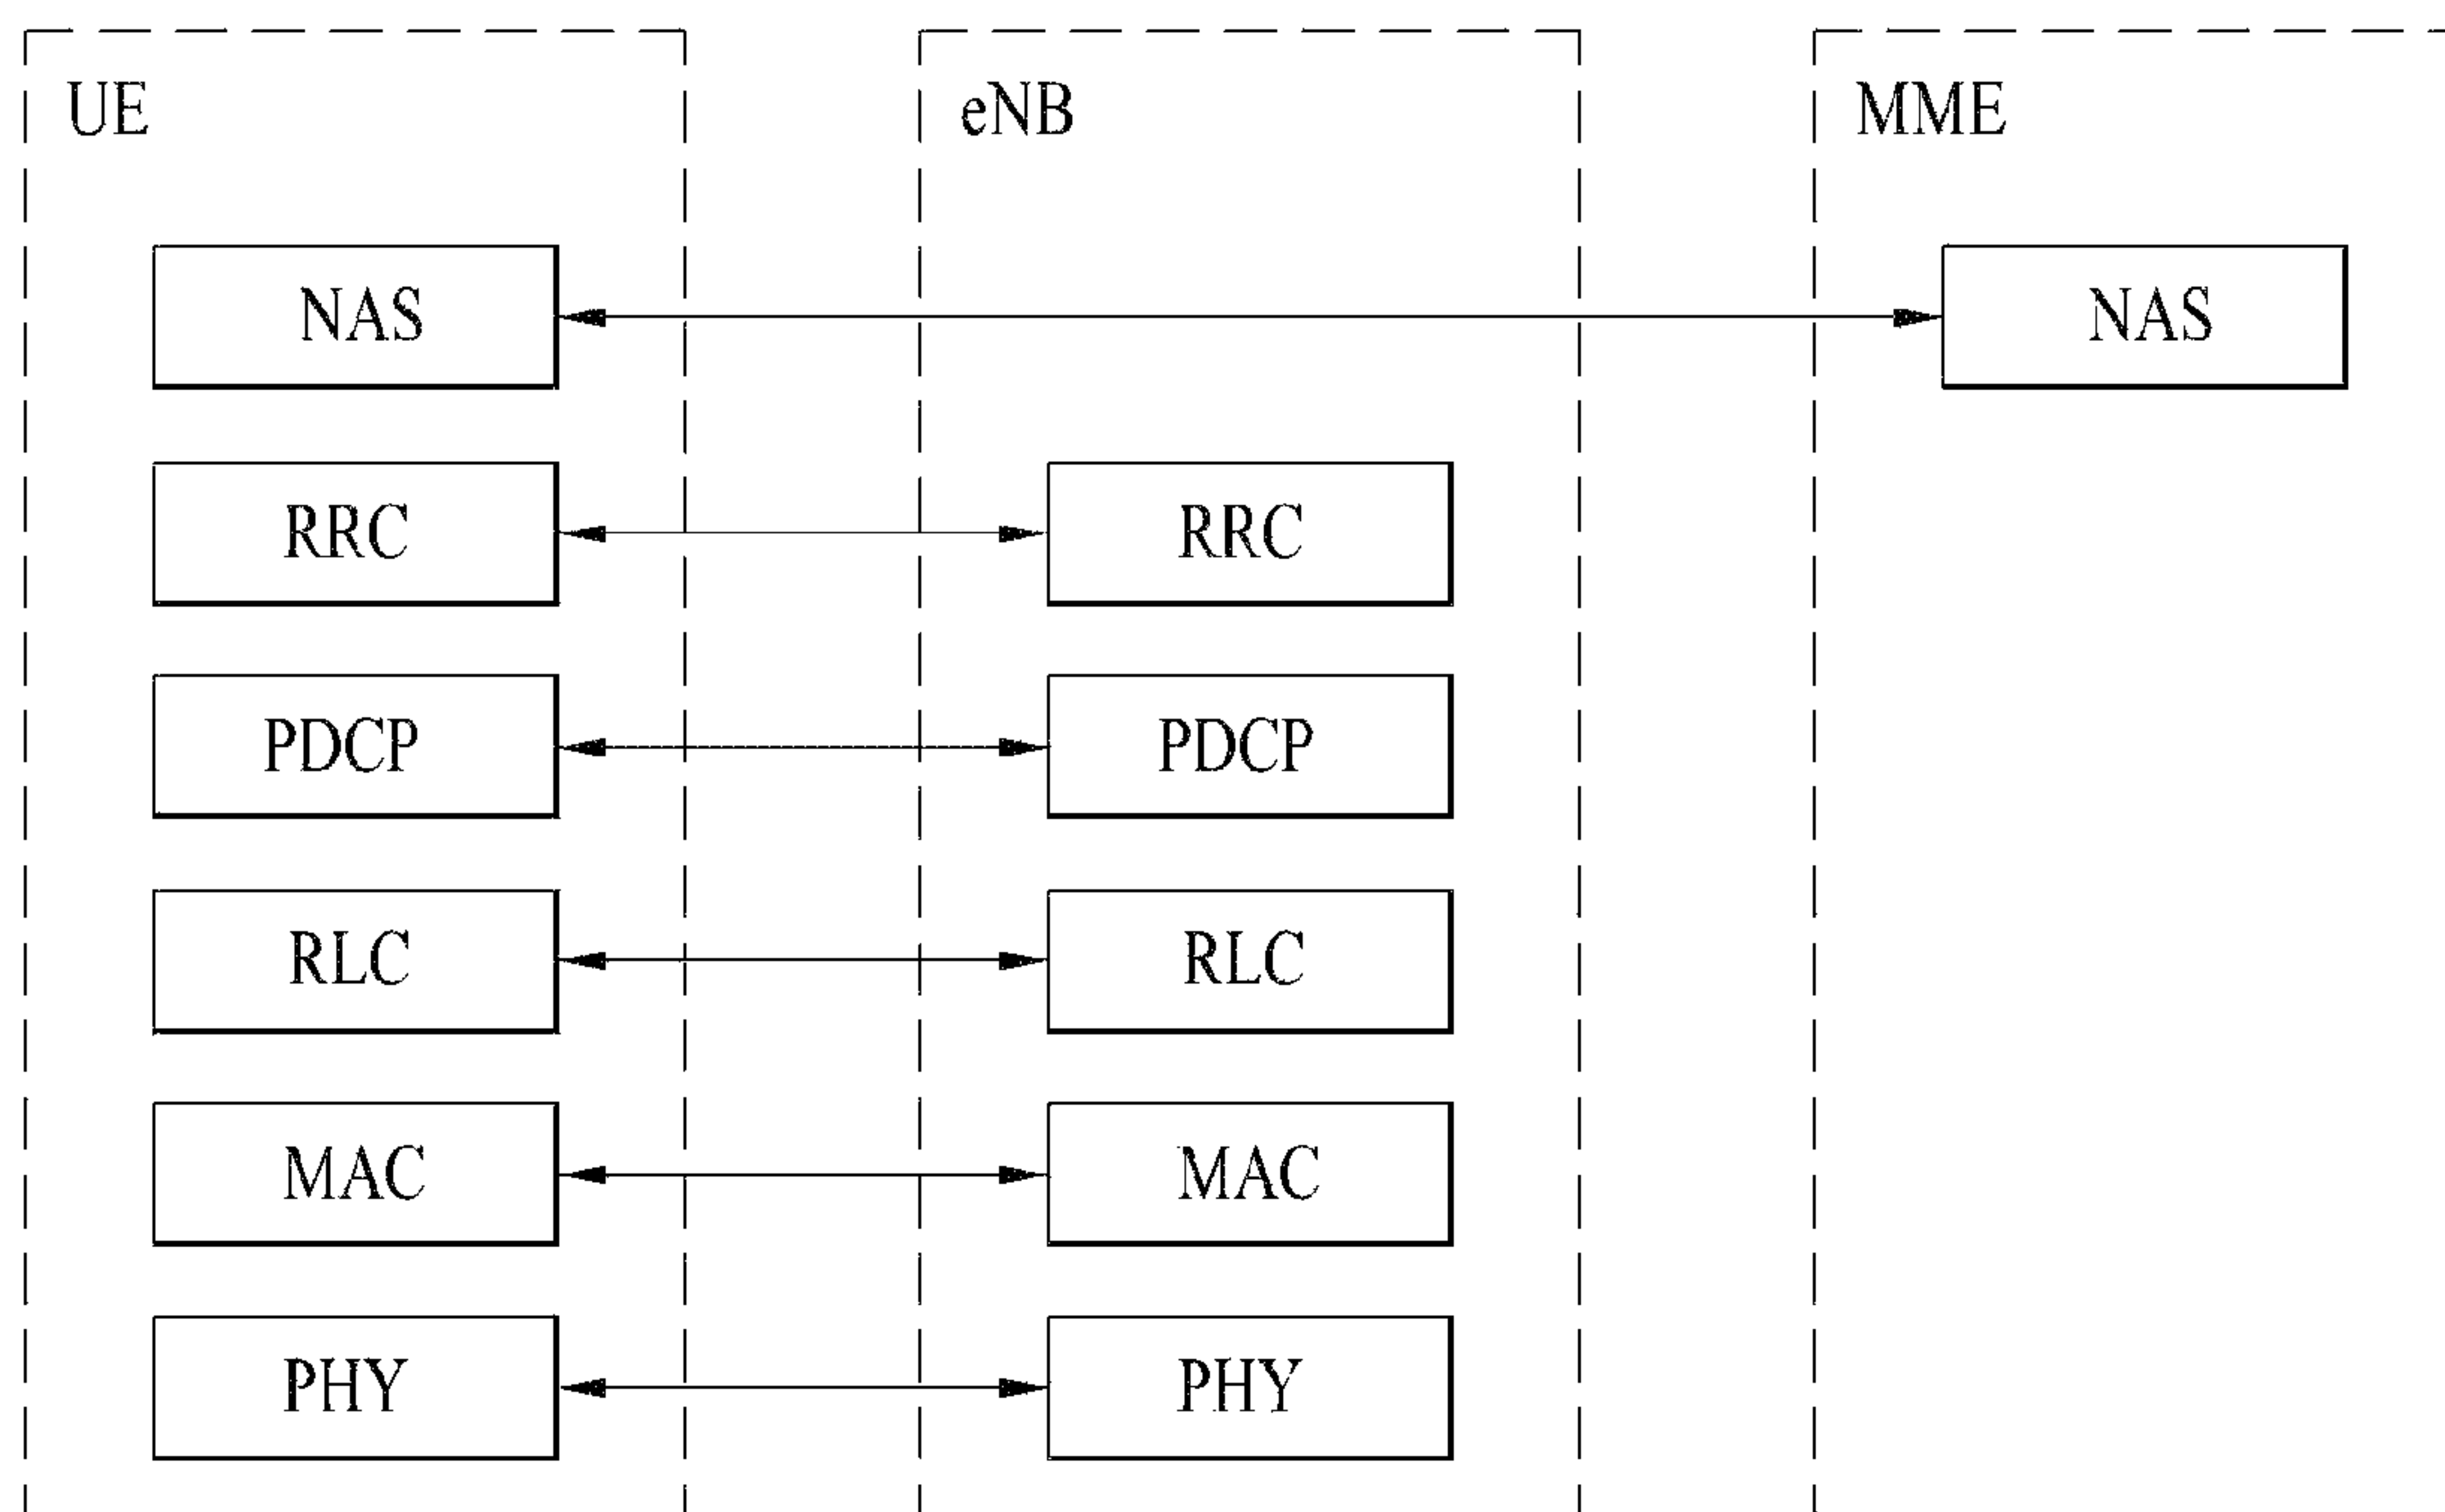 UE
eNB
MME
NAS
NAS
RRC
RRC
PDCP
PDCP
RLC
RLC
MAC
MAC
PHY
PHY